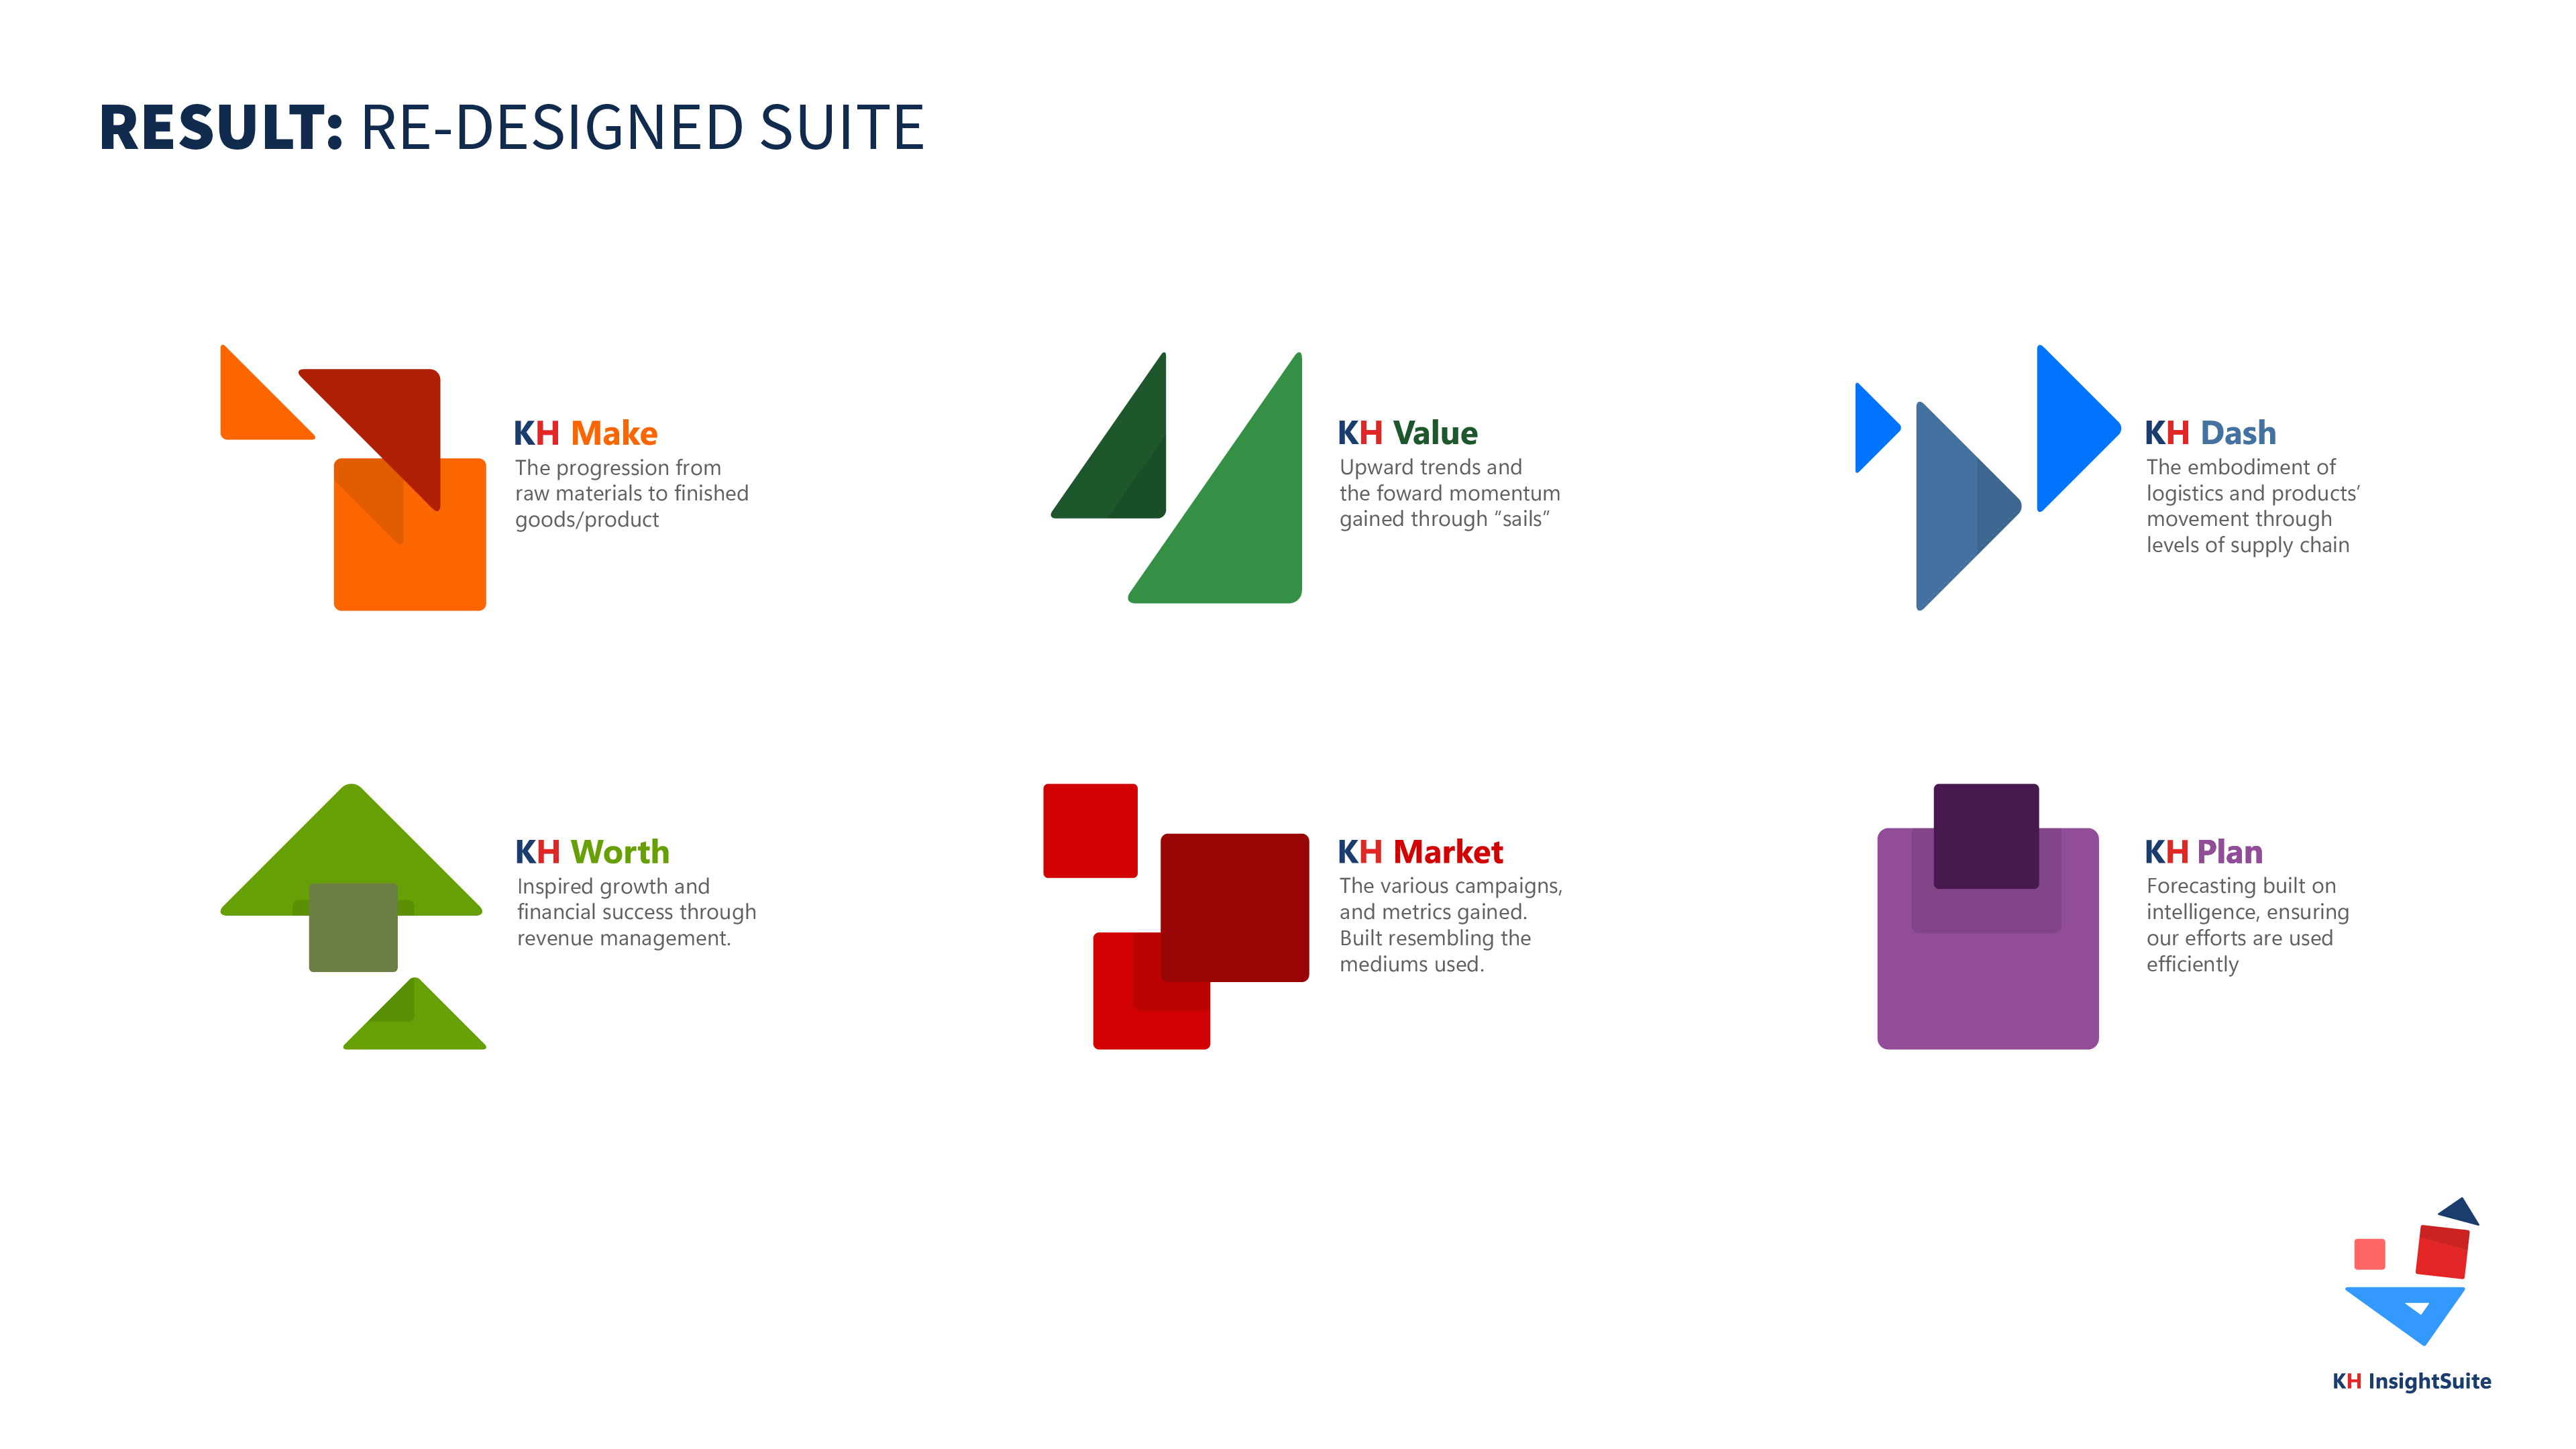 RESULT: RE-DESIGNED SUITE
KH Make
The progression from
raw materials to finished
goods/product
KH Value
Upward trends and
the foward momentum
gained through “sails”
KH Dash
The embodiment of
logistics and products’
movement through
levels of supply chain
KH Worth
Inspired growth and
financial success through
revenue management.
KH Market
The various campaigns,
and metrics gained.
Built resembling the
mediums used.
KH Plan
Forecasting built on
intelligence, ensuring
our efforts are used
efficiently
KH InsightSuite